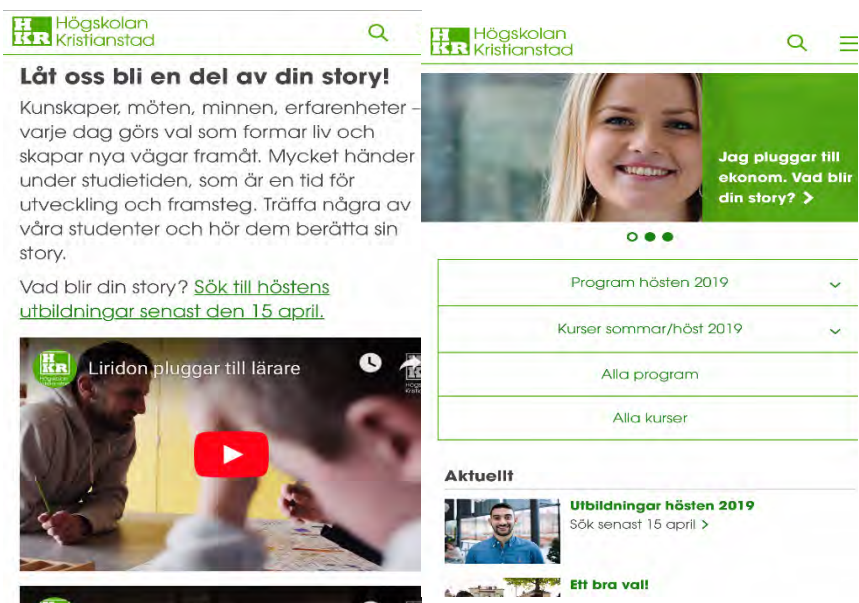 HKR
Högskolan
Kristianstad
Låt oss bli en del av din story!
Kunskaper, möten, minnen, erfarenheter –
varje dag görs val som formar liv och
skapar nya vägar framåt. Mycket händer
under studietiden, som är en tid för
utveckling och framsteg. Träffa några av
våra studenter och hör dem berätta sin
story.
Vad blir din story? Sök till höstens
utbildningar senast den 15 april.
HKR
Liridon pluggar till lärare
HKR
Högskolan
Kristianstad
Jag pluggar till
ekonom. Vad blir
din story?
Program hösten 2019
Kurser sommar/höst 2019
Alla program
Alla kurser
Aktuellt
Utbildningar hösten 2019
Sök senast 15 april
Ett bra val!